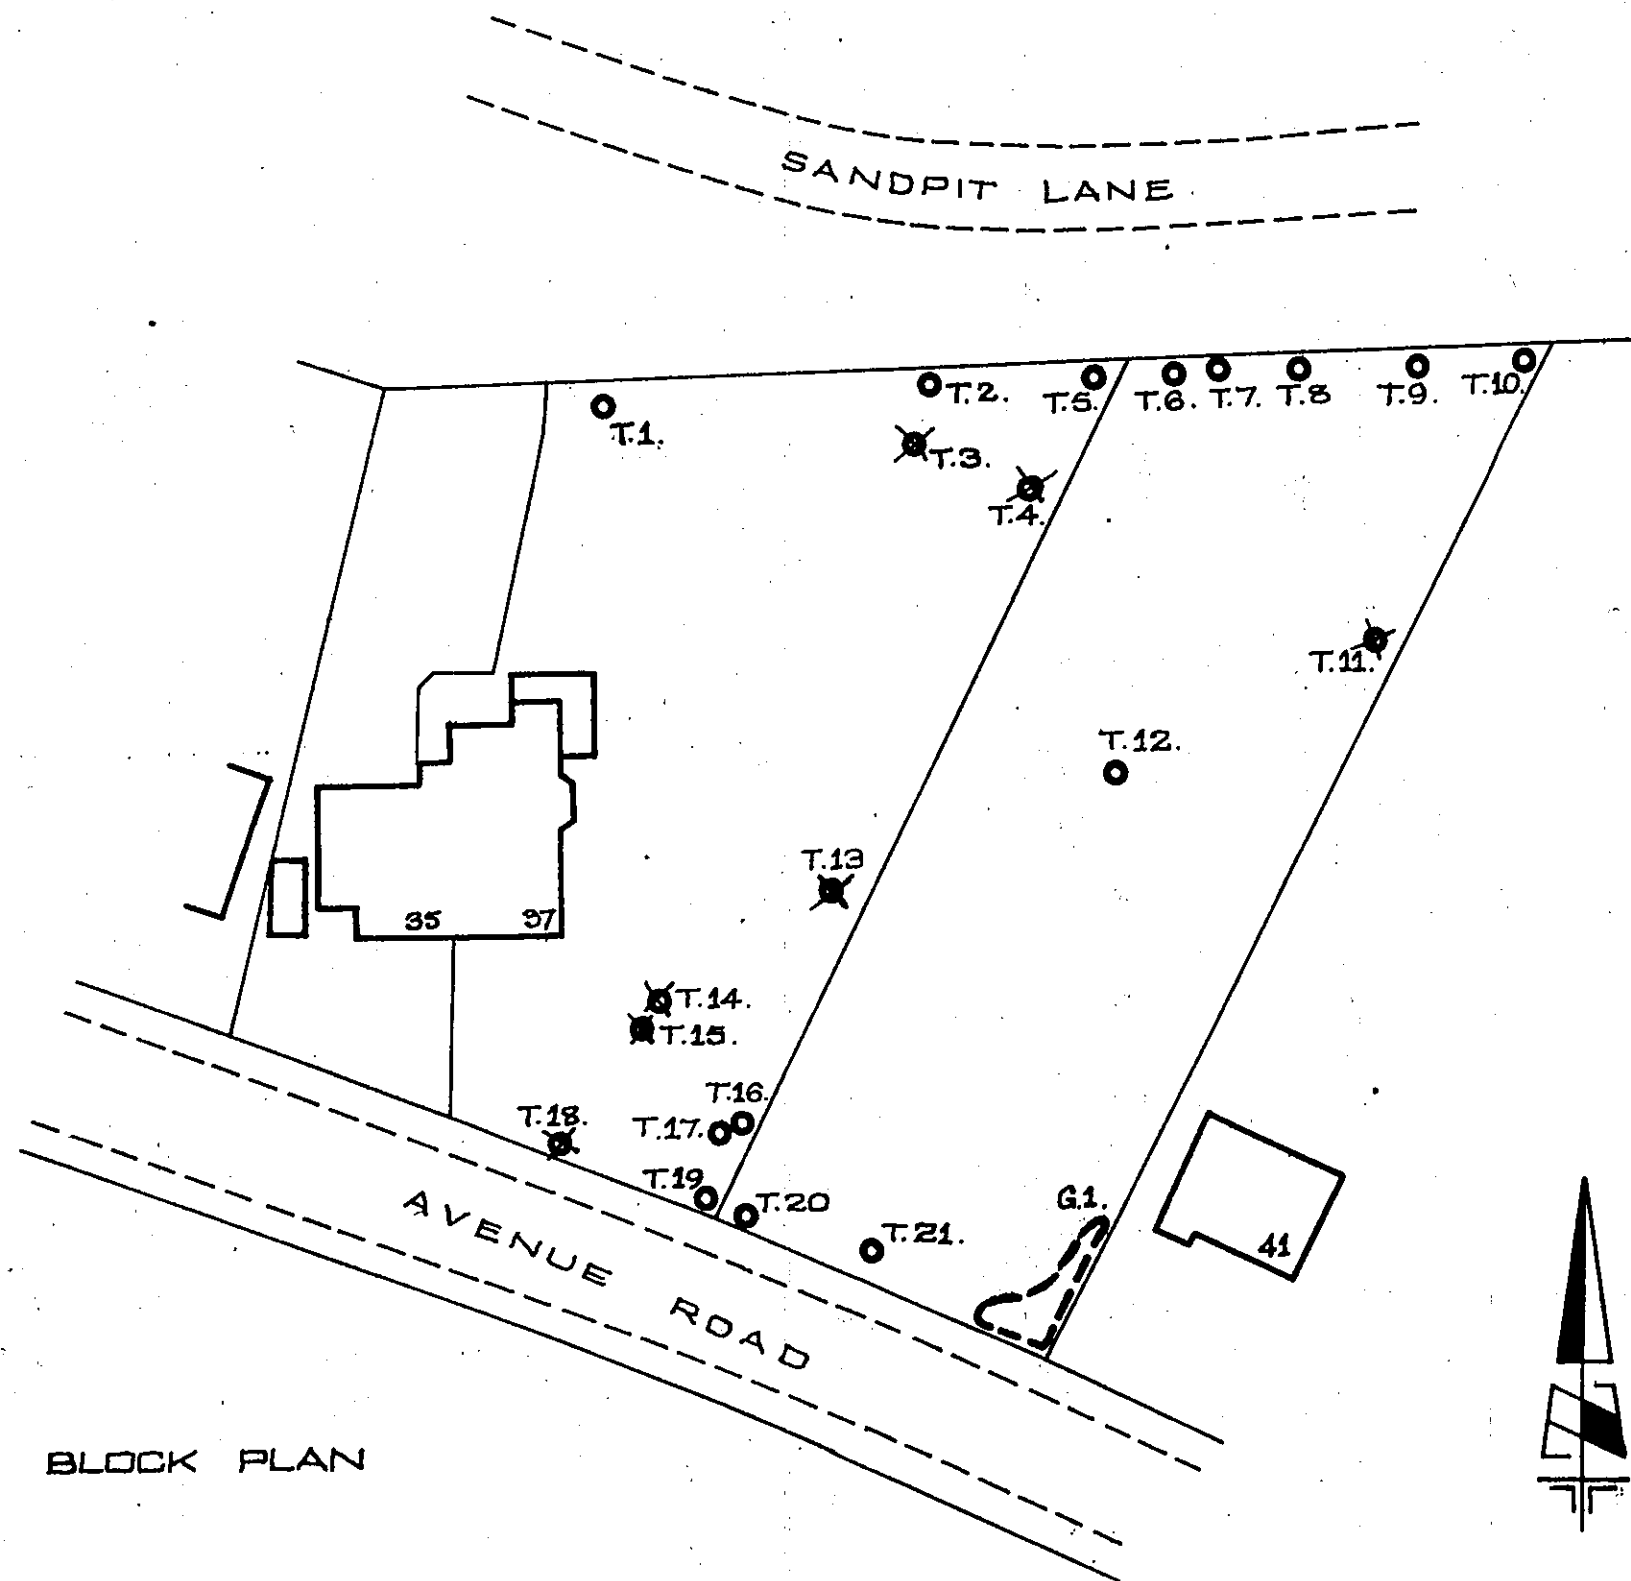 SANDPIT LANE
T.1.
T.2.
T.3.
T.4.
T.5.
T.6.
T.7.
T.8
T.9.
T.10.
T.11.
T.12.
T.13
T.14.
T.15.
T.16.
T.17.
T.18.
T.19
T.20
T.21.
G.1.
35
37
41
AVENUE ROAD
BLOCK PLAN